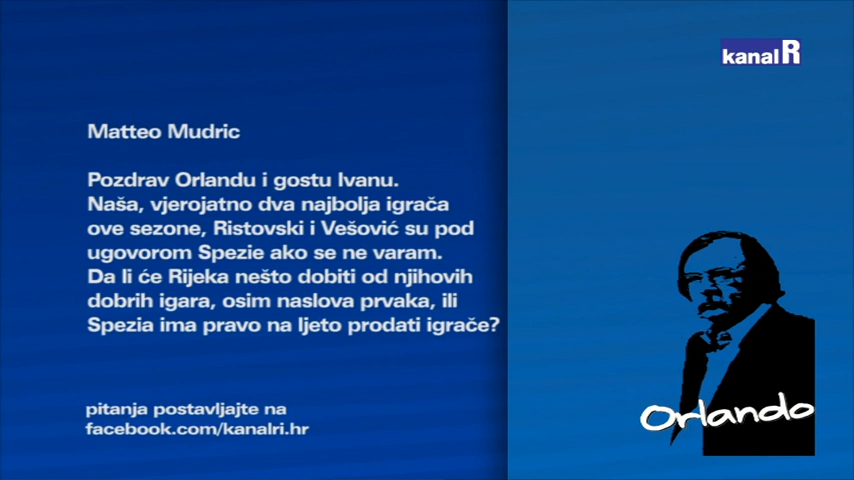 kanalR
Matteo Mudric
Pozdrav Orlandu i gostu Ivanu.
Naša, vjerojatno dva najbolja igrača
ove sezone, Ristovski i Vešović su pod
ugovorom Spezie ako se ne varam.
Da li će Rijeka nešto dobiti od njihovih
dobrih igara, osim naslova prvaka, ili
Spezia ima pravo na ljeto prodati igrače?
pitanja postavljajte na
facebook.com/kanalri.hr
Orlando